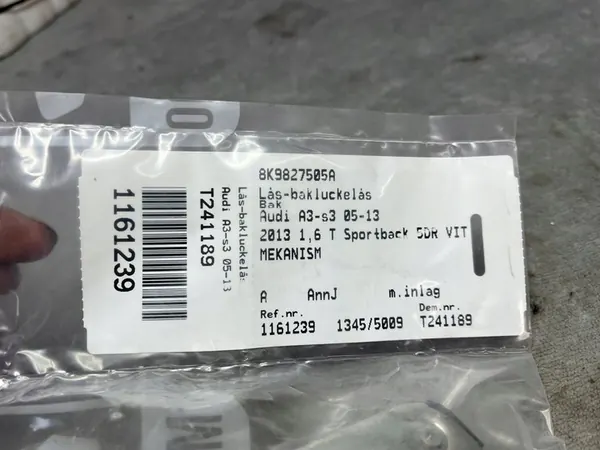 8K9827505A
Lås-bakluckelås
Bak
Audi A3-s3 05-13
2013 1,6 T Sportback 5DR VIT
MEKANISM
A AnnJ m.inlag
Ref.nr. Dem.nr.
1161239 1345/5009 T241189
Lås-bakluckelås
Audi A3-s3 05-13
T241189
1161239